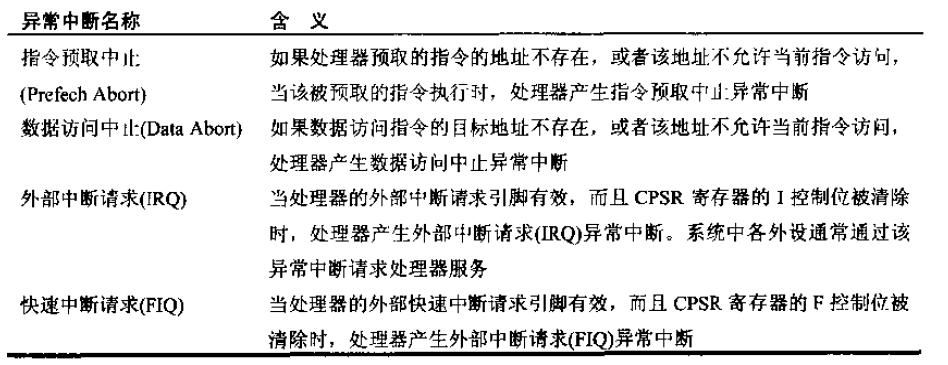 异常中断名称 含 义
指令预取中止 如果处理器预取的指令的地址不存在，或者该地址不允许当前指令访问，
(Prefech Abort) 当该被预取的指令执行时，处理器产生指令预取中止异常中断
数据访问中止(Data Abort) 如果数据访问指令的目标地址不存在，或者该地址不允许当前指令访问，
处理器产生数据访问中止异常中断
外部中断请求(IRQ) 当处理器的外部中断请求引脚有效，而且 CPSR 寄存器的 I 控制位被清除
时，处理器产生外部中断请求(IRQ)异常中断。系统中各外设通常通过该
异常中断请求处理器服务
快速中断请求(FIQ) 当处理器的外部快速中断请求引脚有效，而且 CPSR 寄存器的 F 控制位被
清除时，处理器产生外部中断请求(FIQ)异常中断